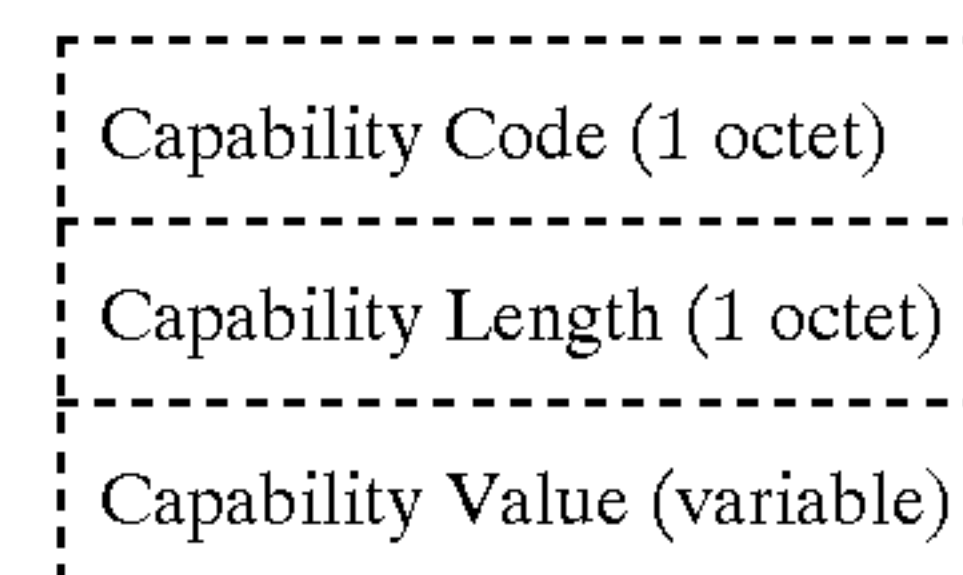 Capability Code (1 octet)
Capability Length (1 octet)
Capability Value (variable)